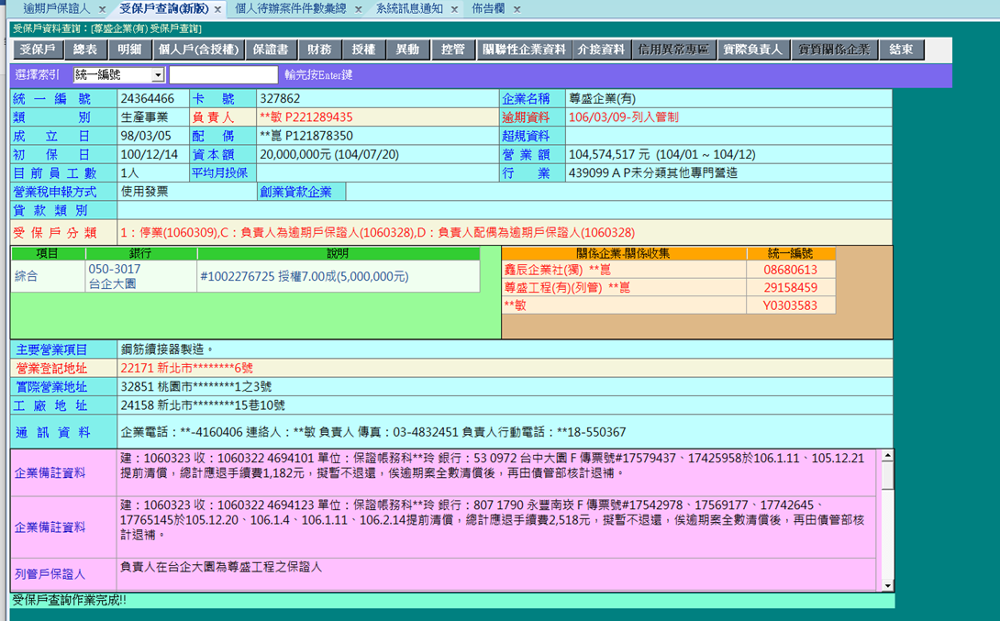 逾期戶保證人 × 受保戶查詢(新版) × 個人待辦案件件數彙總 × 系統訊息通知 × 佈告欄 ×
受保戶資料查詢：[尊盛企業(有) 受保戶查詢]
受保戶 總表 明細 個人戶(含授權) 保證書 財務 授權 異動 控管 關聯性企業資料 介接資料 信用異常專區 實際負責人 實質關係企業 結束
選擇索引 統一編號 輸完按Enter鍵
統一編號 24364466 卡號 327862 企業名稱 尊盛企業(有)
類別 生產事業 負責人 **敏 P221289435 逾期資料 106/03/09-列入管制
成立日 98/03/05 配偶 **崑 P121878350 超規資料
初保日 100/12/14 資本額 20,000,000元 (104/07/20) 營業額 104,574,517 元 (104/01 ~ 104/12)
目前員工數 1人 平均月投保 行業 439099 A P未分類其他專門營造
營業稅申報方式 使用發票 創業貸款企業
貸款類別
受保戶分類 1：停業(1060309),C：負責人為逾期戶保證人(1060328),D：負責人配偶為逾期戶保證人(1060328)
項目 銀行 說明 關係企業-關係收集 統一編號
綜合 050-3017 台企大園 #1002276725 授權7.00成(5,000,000元)
鑫辰企業社(獨) **崑 08680613
尊盛工程(有)(列管) **崑 29158459
**敏 Y0303583
主要營業項目 鋼筋續接器製造。
營業登記地址 22171 新北市********6號
實際營業地址 32851 桃園市********1之3號
工廠地址 24158 新北市********15巷10號
通訊資料 企業電話：**-4160406 連絡人：**敏 負責人 傳真：03-4832451 負責人行動電話：**18-550367
企業備註資料 建：1060323 收：1060322 4694101 單位：保證帳務科**玲 銀行：53 0972 台中大園 F 傳票號#17579437、17425958於106.1.11、105.12.21
提前清償，總計應退手續費1,182元，擬暫不退還，俟逾期案全數清償後，再由債管部核計退補。
企業備註資料 建：1060323 收：1060322 4694123 單位：保證帳務科**玲 銀行：807 1790 永豐南崁 F 傳票號#17542978、17569177、17742645、
17765145於105.12.20、106.1.4、106.1.11、106.2.14提前清償，總計應退手續費2,518元，擬暫不退還，俟逾期案全數清償後，再由債管部核
計退補。
列管戶保證人 負責人在台企大園為尊盛工程之保證人
受保戶查詢作業完成!!